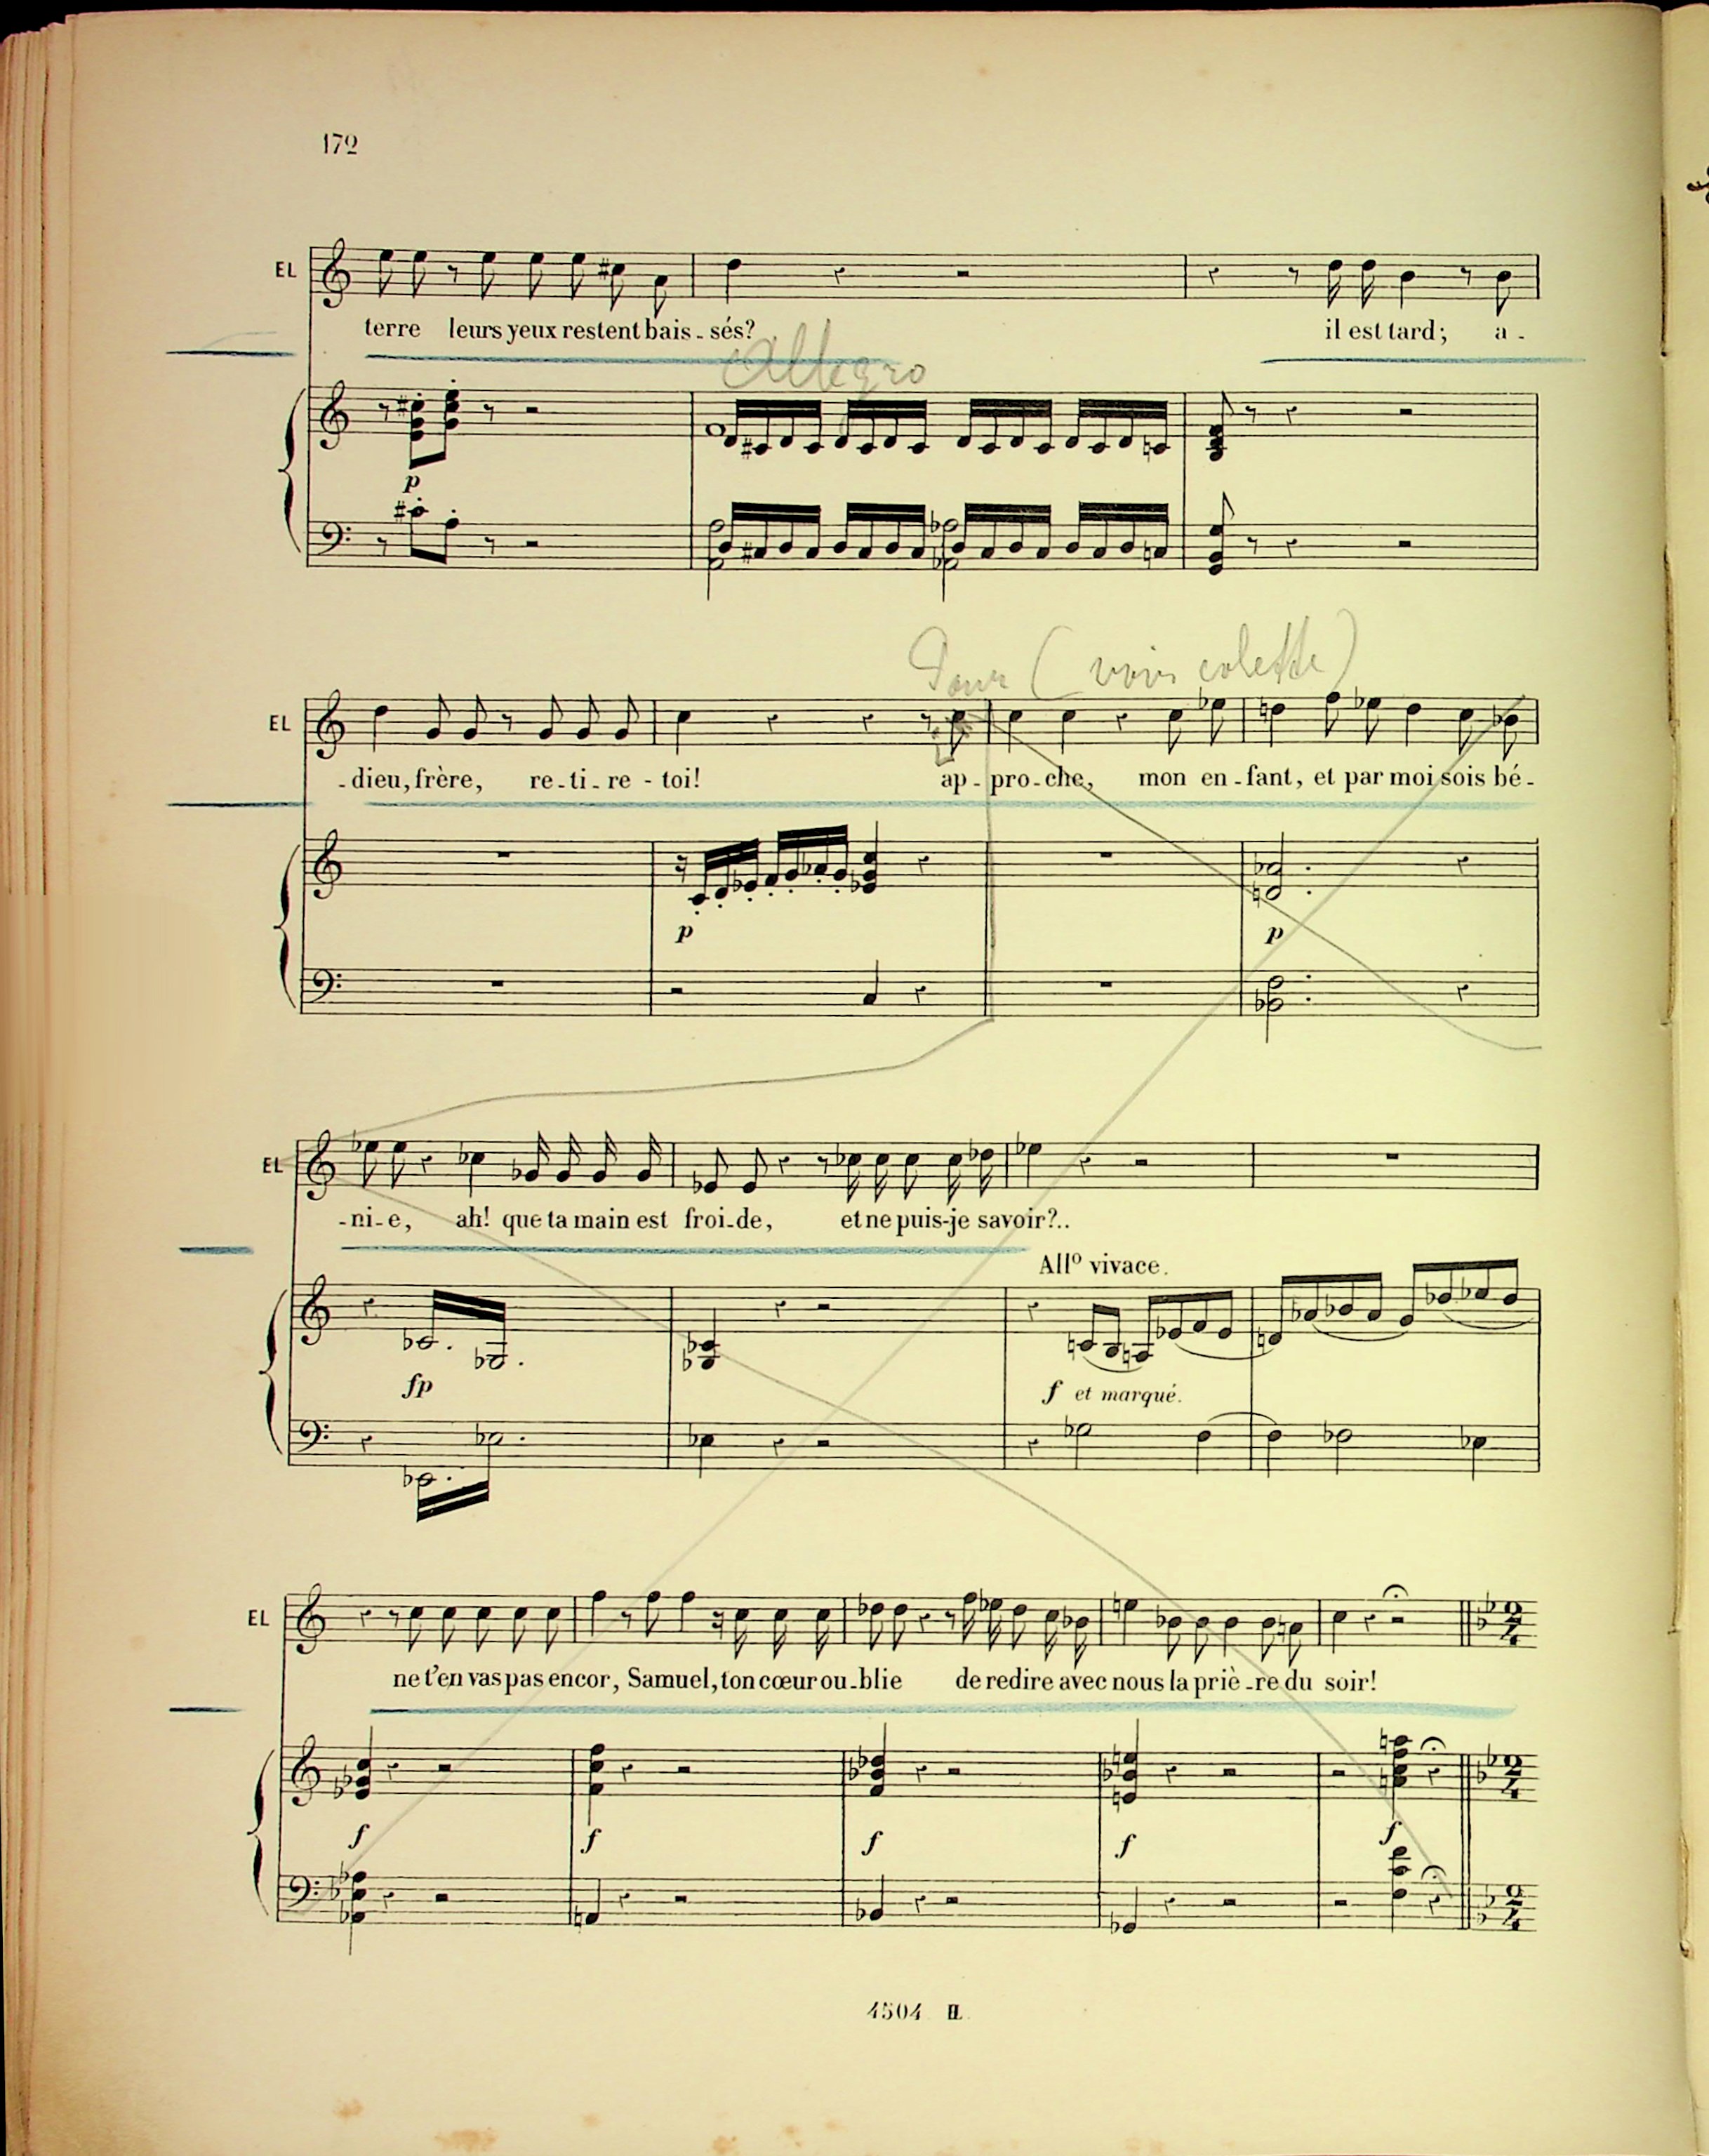 172
EL
terre leurs yeux restent bais - sés? il est tard; a -
Allegro
p
(voir colette)
EL
- dieu, frère, re - ti - re - toi! ap - pro - che, mon en - fant, et par moi sois bé -
p p
EL
- ni - e, ah! que ta main est froi - de, et ne puis-je savoir?..
All° vivace.
fp f et marqué.
EL
ne t'en vas pas encor, Samuel, ton cœur ou - blie de redire avec nous la priè - re du soir!
f f f f f
4504 H.